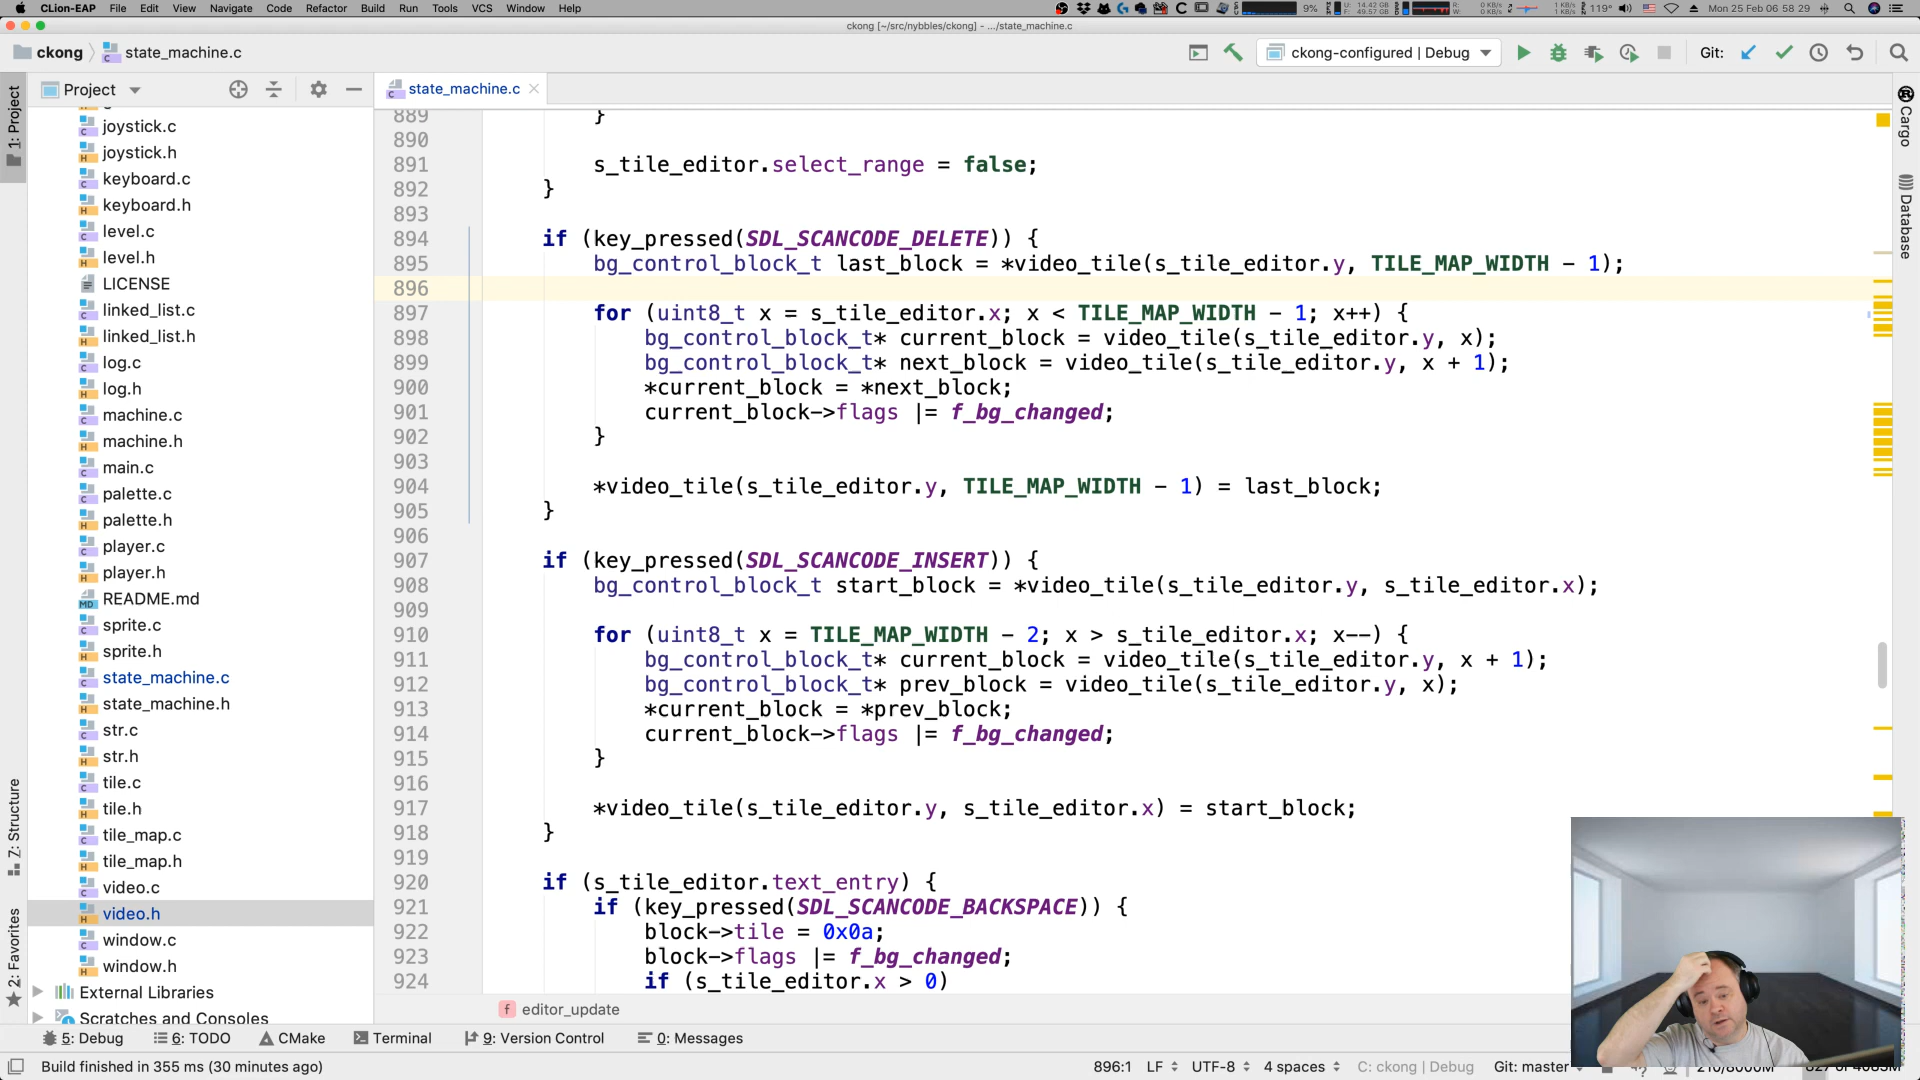 CLion-EAP File Edit View Navigate Code Refactor Build Run Tools VCS Window Help 9% 119° Mon 25 Feb 06 58 29
ckong [~/src/nybbles/ckong] - .../state_machine.c
ckong state_machine.c ckong-configured | Debug Git:
1: Project
Z: Structure
2: Favorites
Cargo
Database
Project
joystick.c
joystick.h
keyboard.c
keyboard.h
level.c
level.h
LICENSE
linked_list.c
linked_list.h
log.c
log.h
machine.c
machine.h
main.c
palette.c
palette.h
player.c
player.h
README.md
sprite.c
sprite.h
state_machine.c
state_machine.h
str.c
str.h
tile.c
tile.h
tile_map.c
tile_map.h
video.c
video.h
window.c
window.h
External Libraries
Scratches and Consoles
state_machine.c
889 }
890
891 s_tile_editor.select_range = false;
892 }
893
894 if (key_pressed(SDL_SCANCODE_DELETE)) {
895 bg_control_block_t last_block = *video_tile(s_tile_editor.y, TILE_MAP_WIDTH - 1);
896
897 for (uint8_t x = s_tile_editor.x; x < TILE_MAP_WIDTH - 1; x++) {
898 bg_control_block_t* current_block = video_tile(s_tile_editor.y, x);
899 bg_control_block_t* next_block = video_tile(s_tile_editor.y, x + 1);
900 *current_block = *next_block;
901 current_block->flags |= f_bg_changed;
902 }
903
904 *video_tile(s_tile_editor.y, TILE_MAP_WIDTH - 1) = last_block;
905 }
906
907 if (key_pressed(SDL_SCANCODE_INSERT)) {
908 bg_control_block_t start_block = *video_tile(s_tile_editor.y, s_tile_editor.x);
909
910 for (uint8_t x = TILE_MAP_WIDTH - 2; x > s_tile_editor.x; x--) {
911 bg_control_block_t* current_block = video_tile(s_tile_editor.y, x + 1);
912 bg_control_block_t* prev_block = video_tile(s_tile_editor.y, x);
913 *current_block = *prev_block;
914 current_block->flags |= f_bg_changed;
915 }
916
917 *video_tile(s_tile_editor.y, s_tile_editor.x) = start_block;
918 }
919
920 if (s_tile_editor.text_entry) {
921 if (key_pressed(SDL_SCANCODE_BACKSPACE)) {
922 block->tile = 0x0a;
923 block->flags |= f_bg_changed;
924 if (s_tile_editor.x > 0)
f editor_update
5: Debug 6: TODO CMake Terminal 9: Version Control 0: Messages
Build finished in 355 ms (30 minutes ago) 896:1 LF UTF-8 4 spaces C: ckong | Debug Git: master